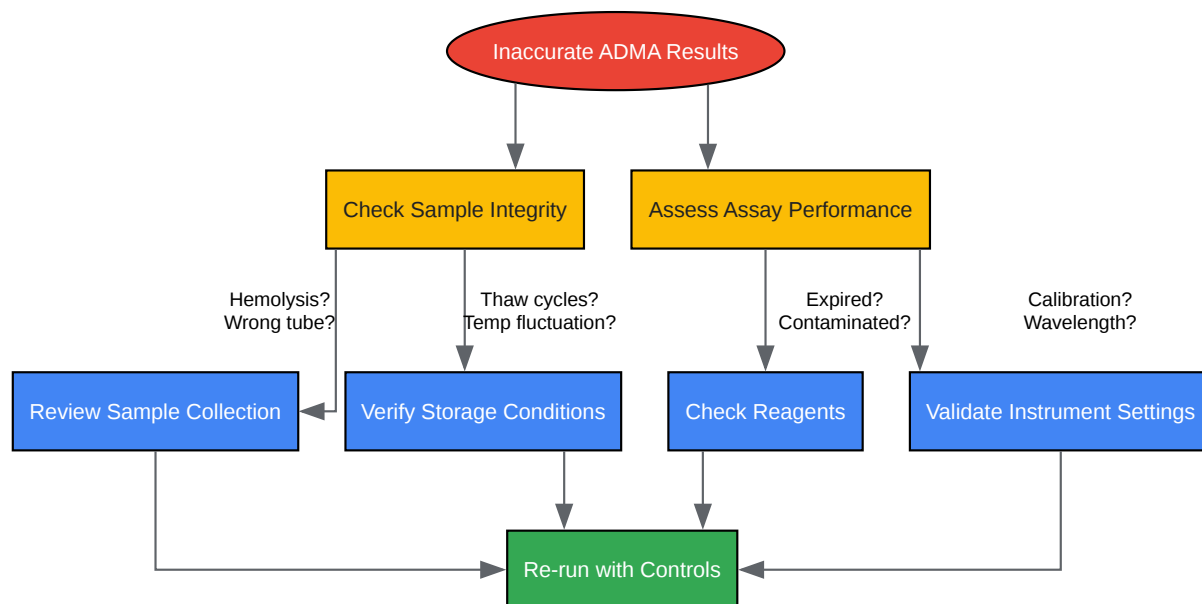 Inaccurate ADMA Results
Check Sample Integrity
Assess Assay Performance
Hemolysis?
Wrong tube?
Thaw cycles?
Temp fluctuation?
Expired?
Contaminated?
Calibration?
Wavelength?
Review Sample Collection
Verify Storage Conditions
Check Reagents
Validate Instrument Settings
Re-run with Controls